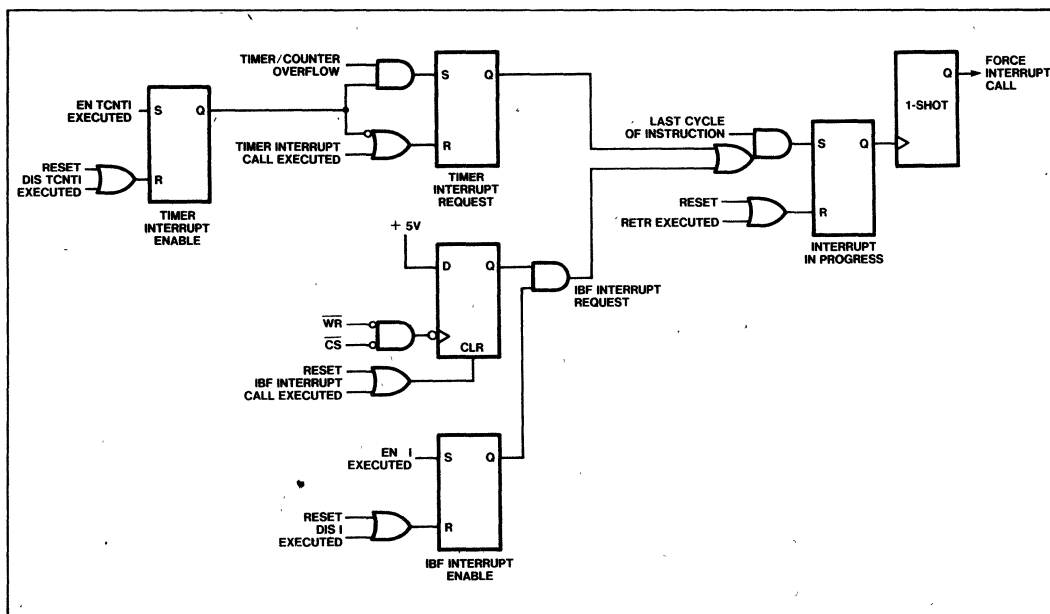 TIMER/COUNTER
OVERFLOW
EN TCNTI
EXECUTED
S
Q
RESET
DIS TCNTI
EXECUTED
R
TIMER
INTERRUPT
ENABLE
TIMER INTERRUPT
CALL EXECUTED
S
Q
R
TIMER
INTERRUPT
REQUEST
LAST CYCLE
OF INSTRUCTION
S
Q
RESET
RETR EXECUTED
R
INTERRUPT
IN PROGRESS
Q
1-SHOT
FORCE
INTERRUPT
CALL
+ 5V
D
Q
CLR
WR
CS
RESET
IBF INTERRUPT
CALL EXECUTED
IBF INTERRUPT
REQUEST
EN I
EXECUTED
S
Q
RESET
DIS I
EXECUTED
R
IBF INTERRUPT
ENABLE